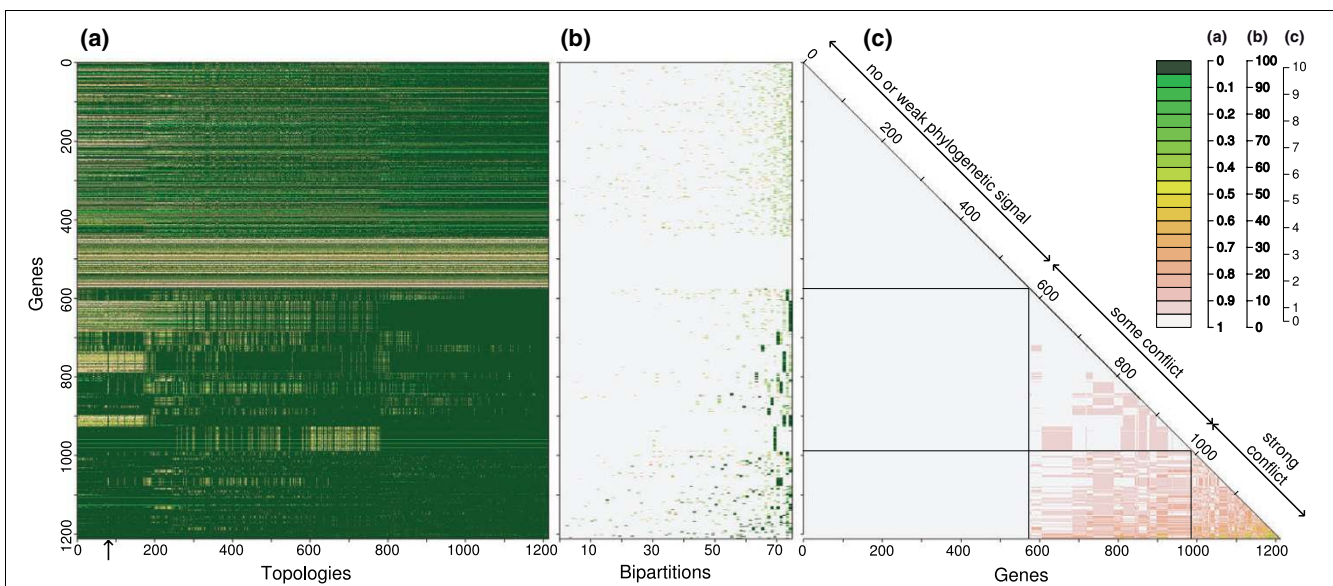 (a)
(b)
(c)
0
200
400
600
800
1000
1200
Genes
0
200
400
600
800
1000
1200
Topologies
10
30
50
70
Bipartitions
0
200
400
600
800
1000
no or weak phylogenetic signal
some conflict
strong
conflict
0
200
400
600
800
1000
1200
Genes
(a) (b) (c)
0 100 10
0.1 90 9
0.2 80 8
0.3 70 7
0.4 60 6
0.5 50 5
0.6 40 4
0.7 30 3
0.8 20 2
0.9 10 1
1 0 0